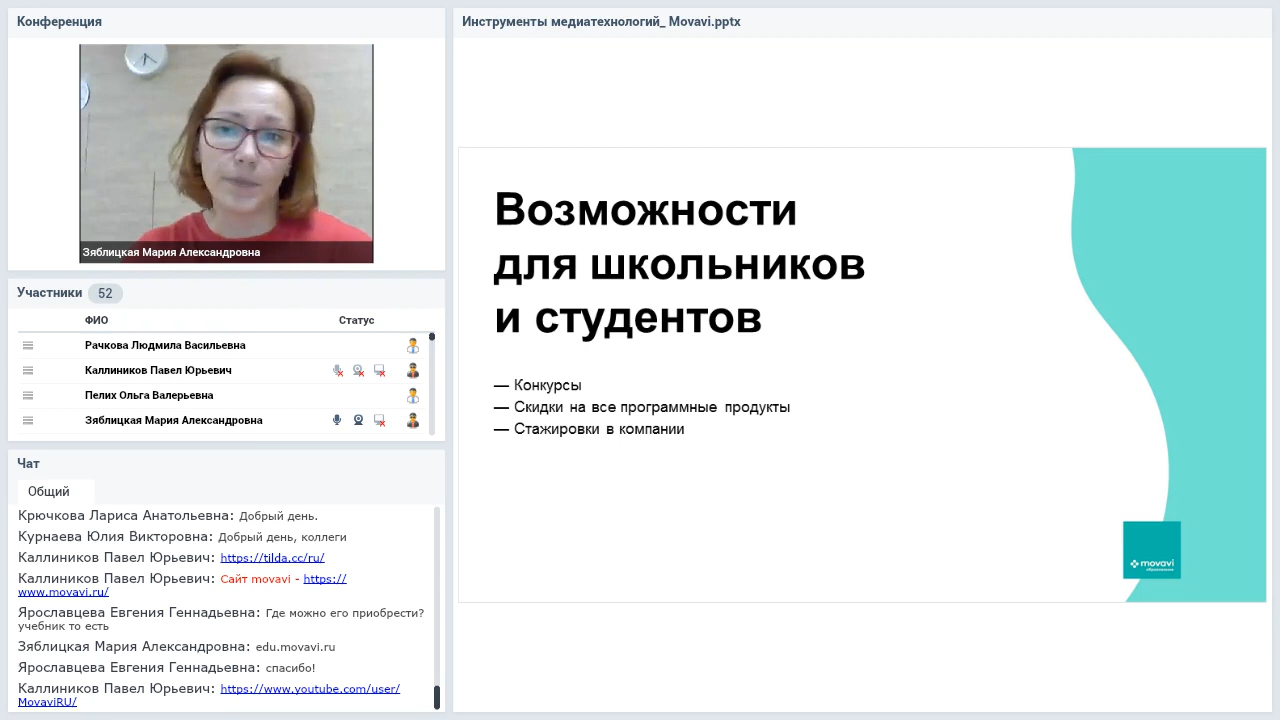 Конференция
Зяблицкая Мария Александровна
Участники 52
ФИО Статус
Рачкова Людмила Васильевна
Каллиников Павел Юрьевич
Пелих Ольга Валерьевна
Зяблицкая Мария Александровна
Чат
Общий
Крючкова Лариса Анатольевна: Добрый день.
Курнаева Юлия Викторовна: Добрый день, коллеги
Каллиников Павел Юрьевич: https://tilda.cc/ru/
Каллиников Павел Юрьевич: Сайт movavi - https://
www.movavi.ru/
Ярославцева Евгения Геннадьевна: Где можно его приобрести?
учебник то есть
Зяблицкая Мария Александровна: edu.movavi.ru
Ярославцева Евгения Геннадьевна: спасибо!
Каллиников Павел Юрьевич: https://www.youtube.com/user/
MovaviRU/
Инструменты медиатехнологий_ Movavi.pptx
Возможности
для школьников
и студентов
— Конкурсы
— Скидки на все программные продукты
— Стажировки в компании
movavi
образование